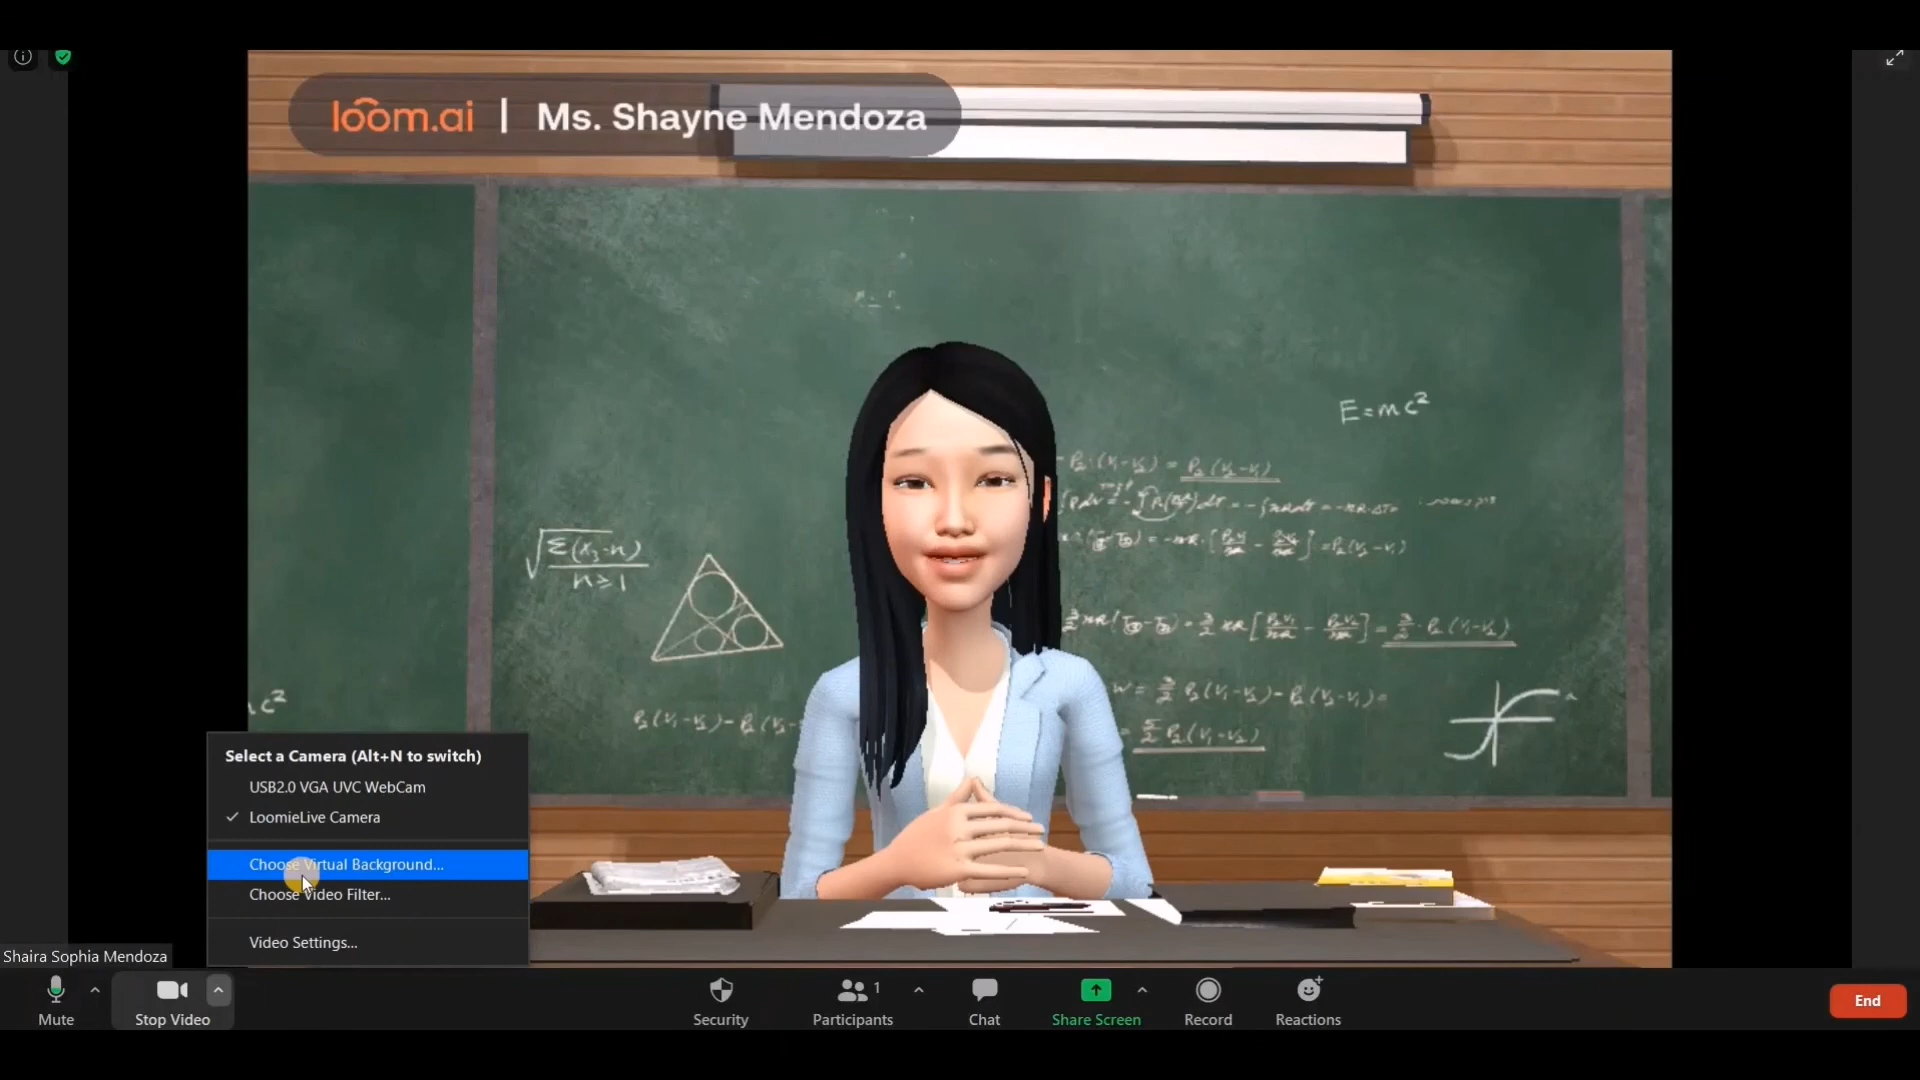 loom.ai | Ms. Shayne Mendoza
E=mc²
Select a Camera (Alt+N to switch)
USB2.0 VGA UVC WebCam
LoomieLive Camera
Choose Virtual Background...
Choose Video Filter...
Video Settings...
Shaira Sophia Mendoza
Mute
Stop Video
Security
Participants
1
Chat
Share Screen
Record
Reactions
End